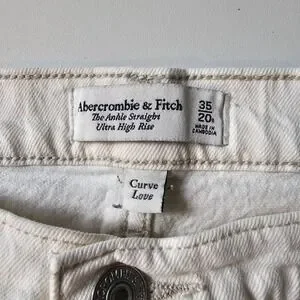 Abercrombie & Fitch
The Ankle Straight
Ultra High Rise
35
20s
MADE IN
CAMBODIA
Curve
Love